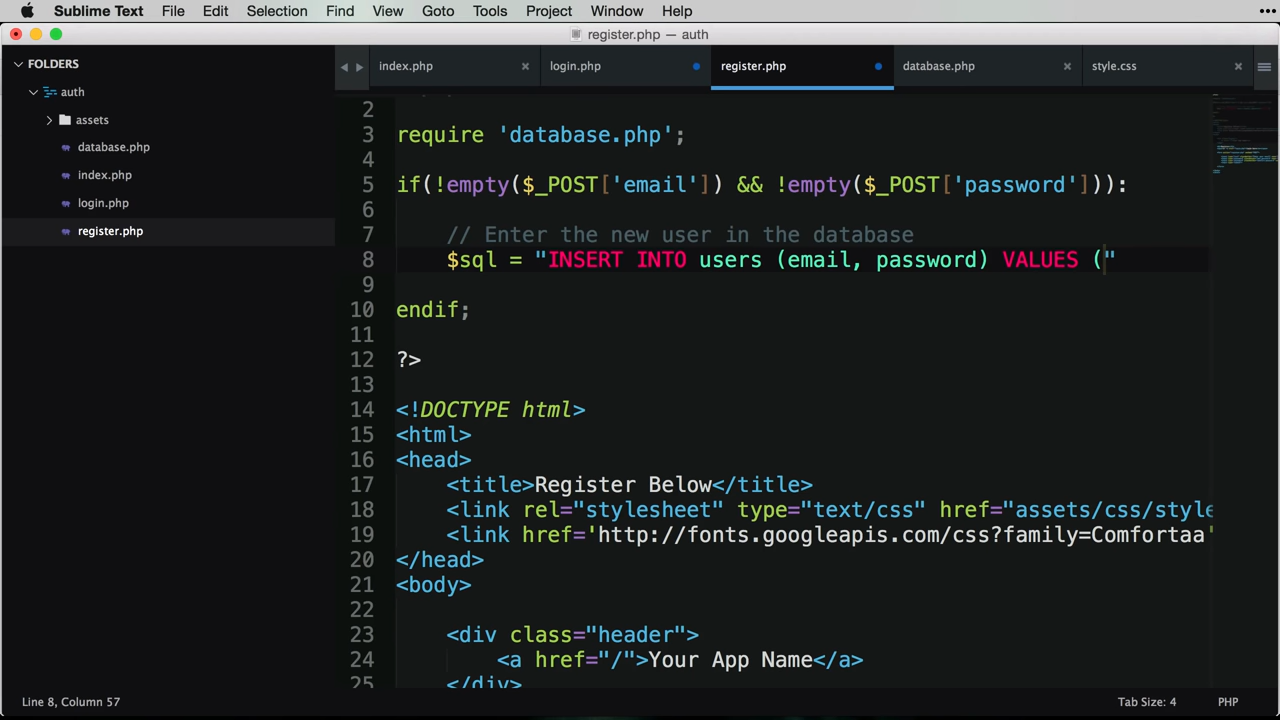 Sublime Text File Edit Selection Find View Goto Tools Project Window Help
register.php — auth
FOLDERS
auth
assets
database.php
index.php
login.php
register.php
index.php × login.php register.php database.php × style.css ×
2
3 require 'database.php';
4
5 if(!empty($_POST['email']) && !empty($_POST['password'])):
6
7 // Enter the new user in the database
8 $sql = "INSERT INTO users (email, password) VALUES ("
9
10 endif;
11
12 ?>
13
14 <!DOCTYPE html>
15 <html>
16 <head>
17 <title>Register Below</title>
18 <link rel="stylesheet" type="text/css" href="assets/css/style
19 <link href='http://fonts.googleapis.com/css?family=Comfortaa'
20 </head>
21 <body>
22
23 <div class="header">
24 <a href="/">Your App Name</a>
25 </div>
Line 8, Column 57 Tab Size: 4 PHP